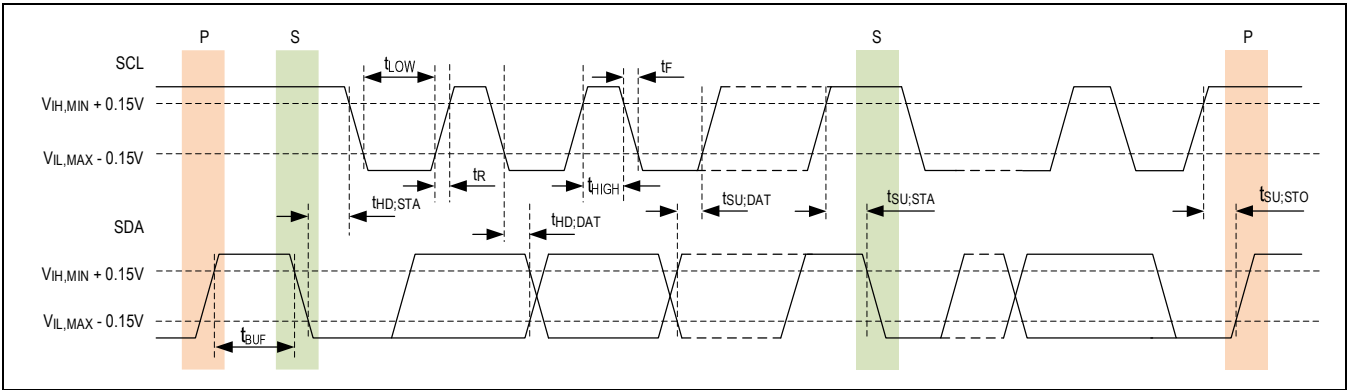 P
S
S
P
SCL
tLOW
tF
VIH,MIN + 0.15V
VIL,MAX - 0.15V
tR
tHIGH
tHD;STA
tSU;DAT
tSU;STA
tSU;STO
tHD;DAT
SDA
VIH,MIN + 0.15V
VIL,MAX - 0.15V
tBUF